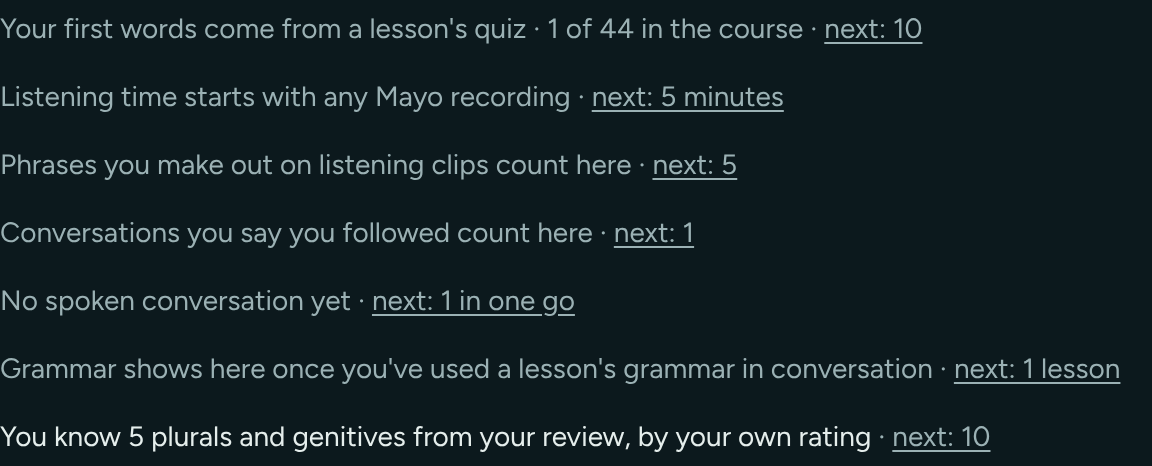 Your first words come from a lesson's quiz · 1 of 44 in the course · next: 10
Listening time starts with any Mayo recording · next: 5 minutes
Phrases you make out on listening clips count here · next: 5
Conversations you say you followed count here · next: 1
No spoken conversation yet · next: 1 in one go
Grammar shows here once you've used a lesson's grammar in conversation · next: 1 lesson
You know 5 plurals and genitives from your review, by your own rating · next: 10